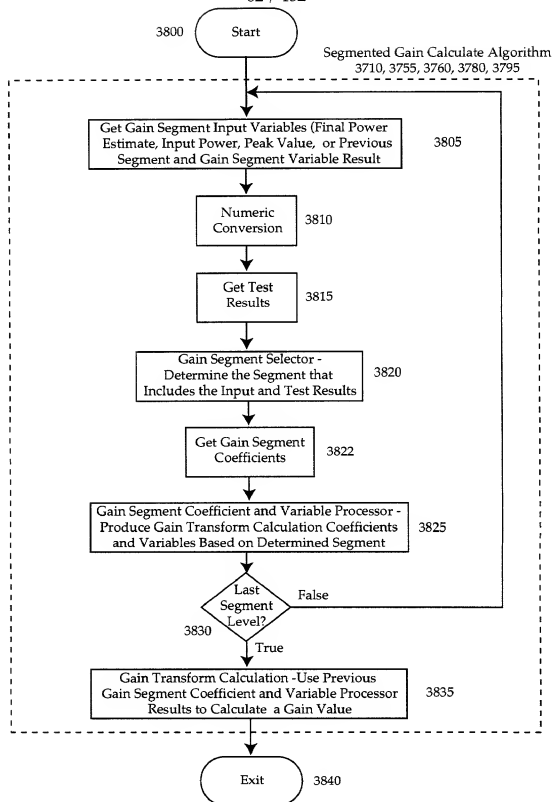 3800
Start
Segmented Gain Calculate Algorithm
3710, 3755, 3760, 3780, 3795
Get Gain Segment Input Variables (Final Power
Estimate, Input Power, Peak Value, or Previous
Segment and Gain Segment Variable Result
3805
Numeric
Conversion
3810
Get Test
Results
3815
Gain Segment Selector -
Determine the Segment that
Includes the Input and Test Results
3820
Get Gain Segment
Coefficients
3822
Gain Segment Coefficient and Variable Processor -
Produce Gain Transform Calculation Coefficients
and Variables Based on Determined Segment
3825
Last
Segment
Level?
False
3830
True
Gain Transform Calculation -Use Previous
Gain Segment Coefficient and Variable Processor
Results to Calculate a Gain Value
3835
Exit
3840